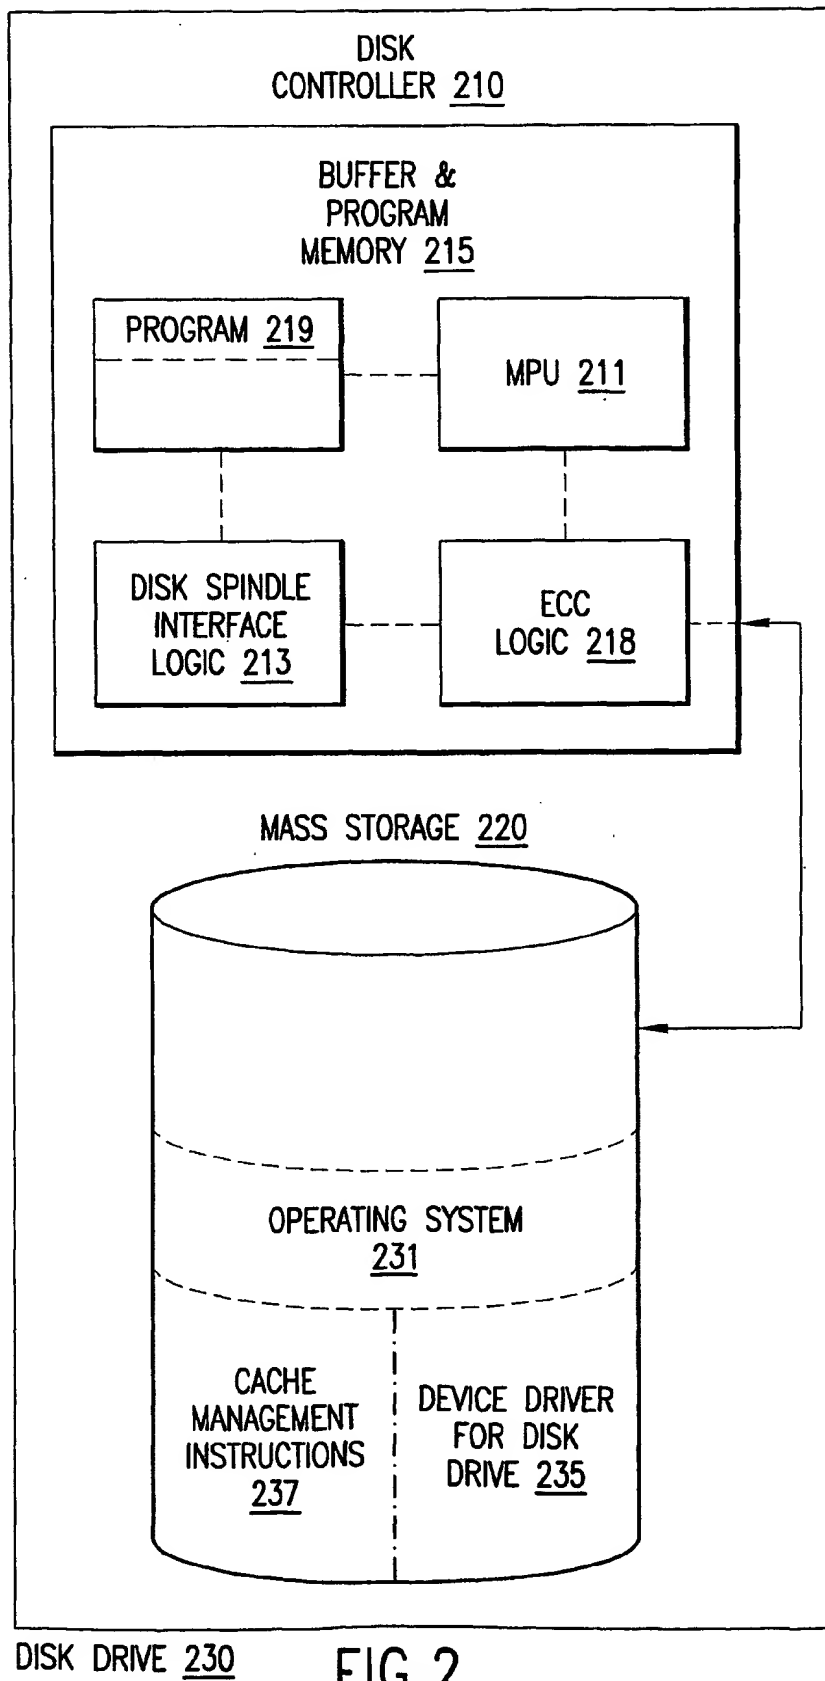 DISK
CONTROLLER 210
BUFFER &
PROGRAM
MEMORY 215
PROGRAM 219
MPU 211
DISK SPINDLE
INTERFACE
LOGIC 213
ECC
LOGIC 218
MASS STORAGE 220
OPERATING SYSTEM
231
CACHE
MANAGEMENT
INSTRUCTIONS
237
DEVICE DRIVER
FOR DISK
DRIVE 235
DISK DRIVE 230
FIG 2